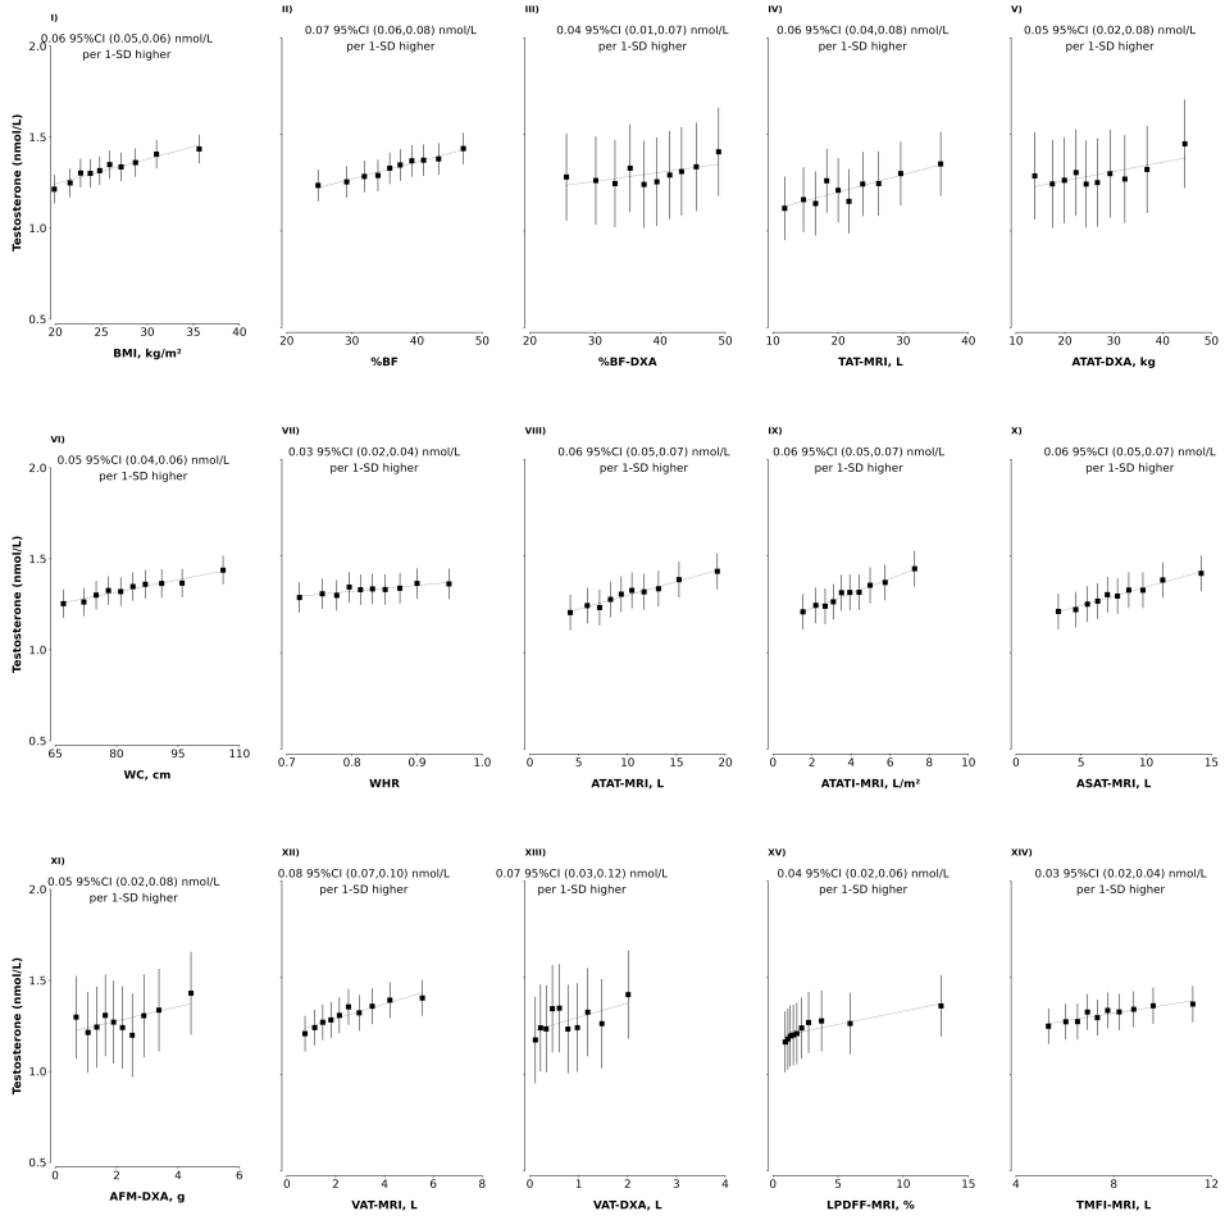 I)
0.06 95%CI (0.05,0.06) nmol/L
per 1-SD higher
2.0
1.5
1.0
0.5
Testosterone (nmol/L)
20 25 30 35 40
BMI, kg/m²
II)
0.07 95%CI (0.06,0.08) nmol/L
per 1-SD higher
20 30 40 50
%BF
III)
0.04 95%CI (0.01,0.07) nmol/L
per 1-SD higher
20 30 40 50
%BF-DXA
IV)
0.06 95%CI (0.04,0.08) nmol/L
per 1-SD higher
10 20 30 40
TAT-MRI, L
V)
0.05 95%CI (0.02,0.08) nmol/L
per 1-SD higher
10 20 30 40 50
ATAT-DXA, kg
VI)
0.05 95%CI (0.04,0.06) nmol/L
per 1-SD higher
2.0
1.5
1.0
0.5
Testosterone (nmol/L)
65 80 95 110
WC, cm
VII)
0.03 95%CI (0.02,0.04) nmol/L
per 1-SD higher
0.7 0.8 0.9 1.0
WHR
VIII)
0.06 95%CI (0.05,0.07) nmol/L
per 1-SD higher
0 5 10 15 20
ATAT-MRI, L
IX)
0.06 95%CI (0.05,0.07) nmol/L
per 1-SD higher
0 2 4 6 8 10
ATATI-MRI, L/m²
X)
0.06 95%CI (0.05,0.07) nmol/L
per 1-SD higher
0 5 10 15
ASAT-MRI, L
XI)
0.05 95%CI (0.02,0.08) nmol/L
per 1-SD higher
2.0
1.5
1.0
0.5
Testosterone (nmol/L)
0 2 4 6
AFM-DXA, g
XII)
0.08 95%CI (0.07,0.10) nmol/L
per 1-SD higher
0 2 4 6 8
VAT-MRI, L
XIII)
0.07 95%CI (0.03,0.12) nmol/L
per 1-SD higher
0 1 2 3 4
VAT-DXA, L
XV)
0.04 95%CI (0.02,0.06) nmol/L
per 1-SD higher
0 5 10 15
LPDFF-MRI, %
XIV)
0.03 95%CI (0.02,0.04) nmol/L
per 1-SD higher
4 8 12
TMFI-MRI, L